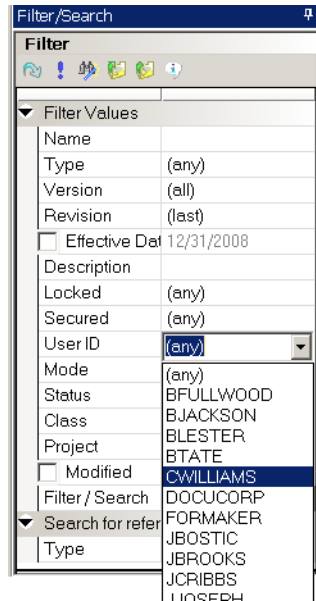 Filter/Search
Filter
Filter Values
Name
Type (any)
Version (all)
Revision (last)
Effective Dat 12/31/2008
Description
Locked (any)
Secured (any)
User ID (any)
Mode (any)
Status BFULLWOOD
Class BJACKSON
Project BLESTER
BTATE
Modified CWILLIAMS
Filter / Search DOCUCORP
Search for refer FORMAKER
Type JBOSTIC
JBROOKS
JCRIBBS
JJOSEPH